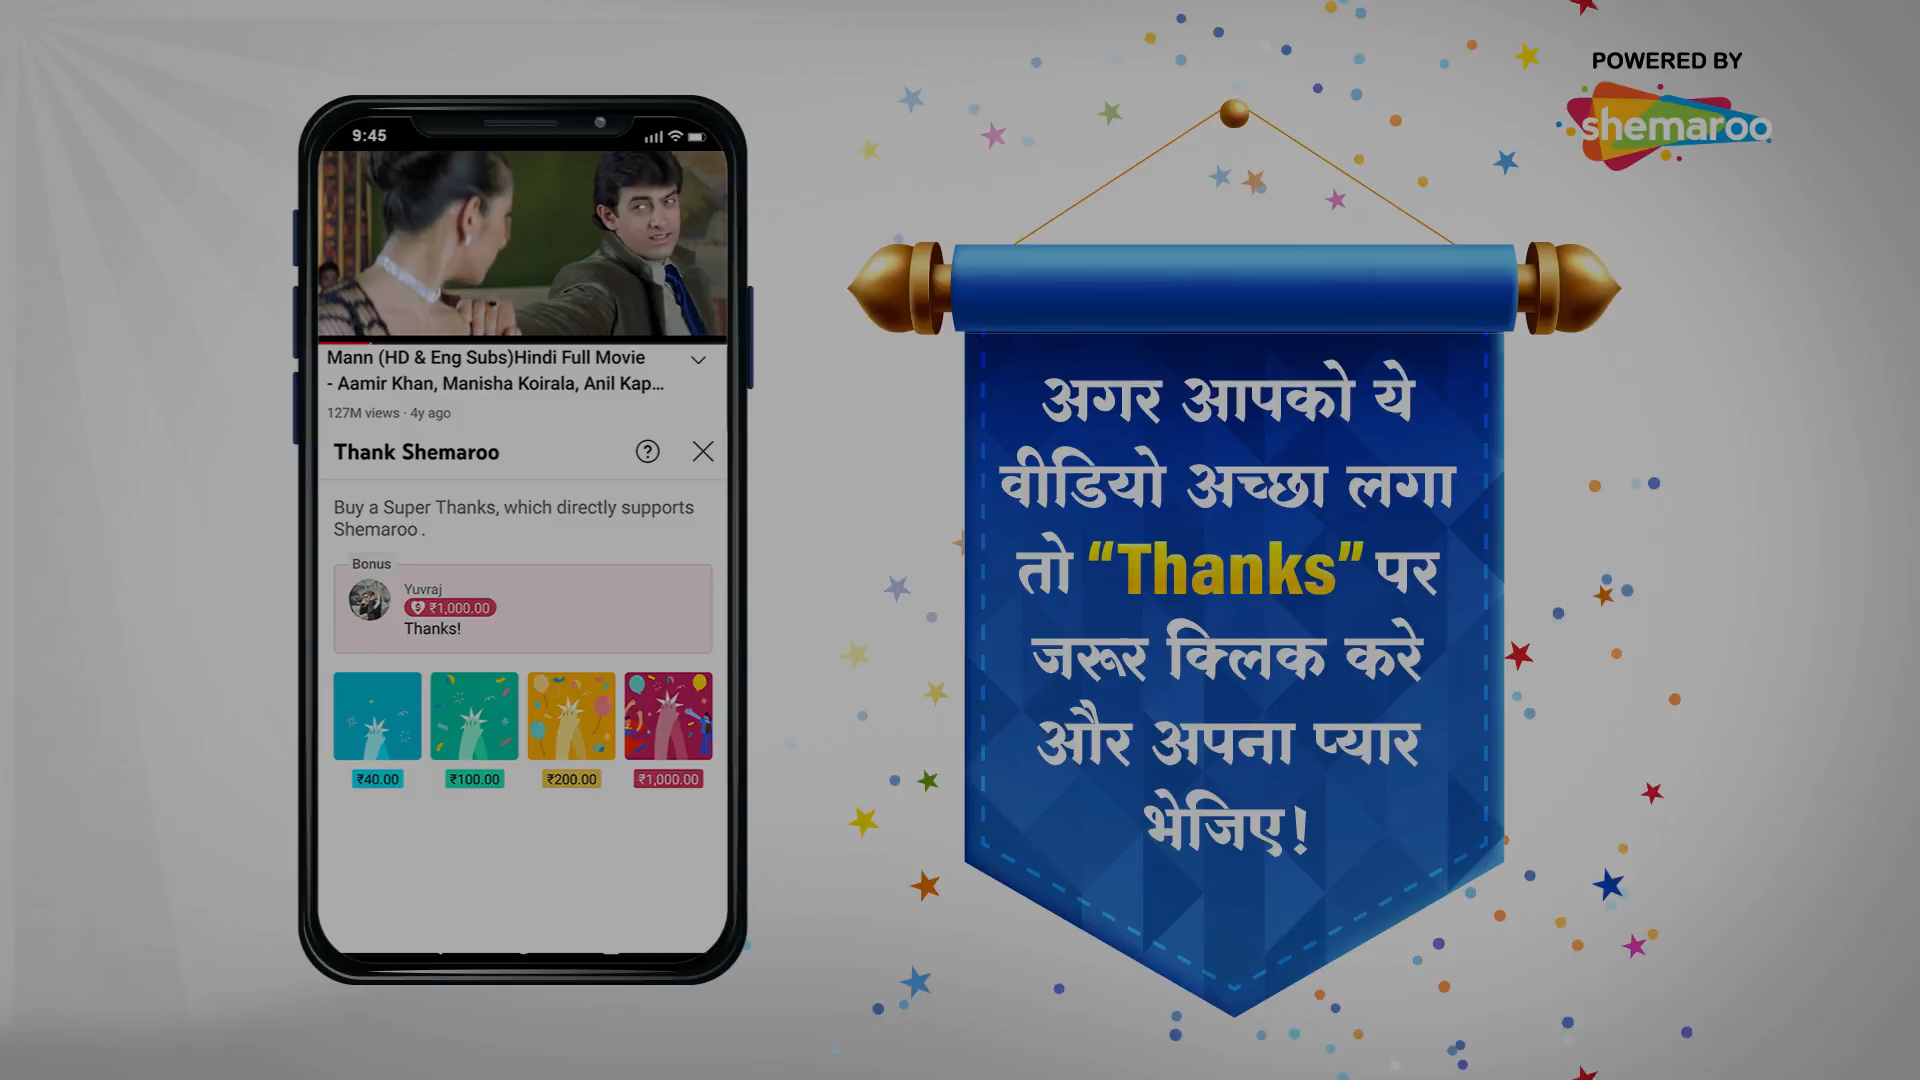 9:45
Mann (HD & Eng Subs)Hindi Full Movie
- Aamir Khan, Manisha Koirala, Anil Kap...
127M views · 4y ago
Thank Shemaroo
Buy a Super Thanks, which directly supports
Shemaroo .
Bonus
Yuvraj
₹1,000.00
Thanks!
₹40.00 ₹100.00 ₹200.00 ₹1,000.00
POWERED BY
shemaroo
अगर आपको ये
वीडियो अच्छा लगा
तो “Thanks” पर
जरूर क्लिक करे
और अपना प्यार
भेजिए!